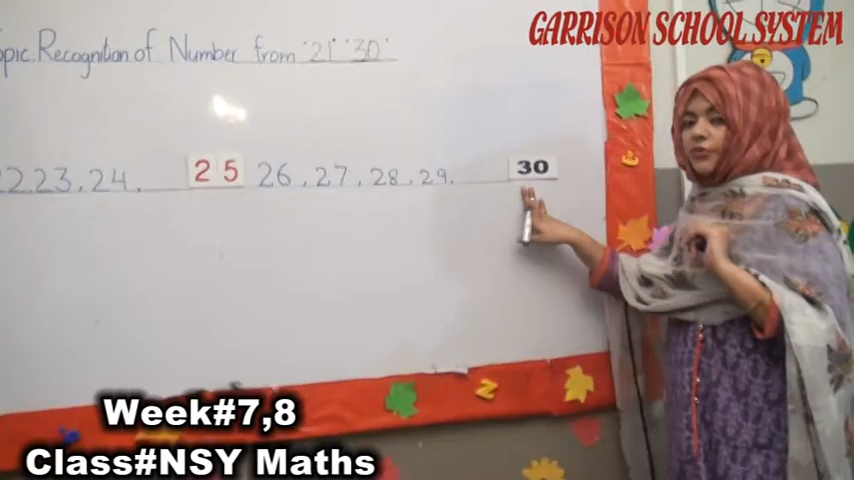 GARRISON SCHOOL SYSTEM
opic. Recognition of Number from '21' '30'
22,23,24, 25 26,27,28,29, 30
Z
Week#7,8
Class#NSY Maths